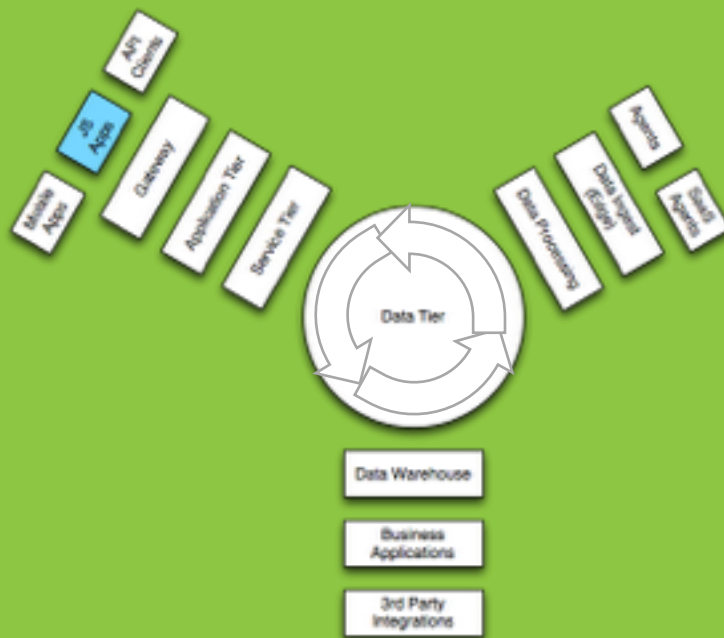 API
Clients
JS
Apps
Mobile
Apps
Gateway
Application Tier
Service Tier
Data Tier
Data Processing
Data Ingest
(Edge)
Agents
SaaS
Agents
Data Warehouse
Business
Applications
3rd Party
Integrations